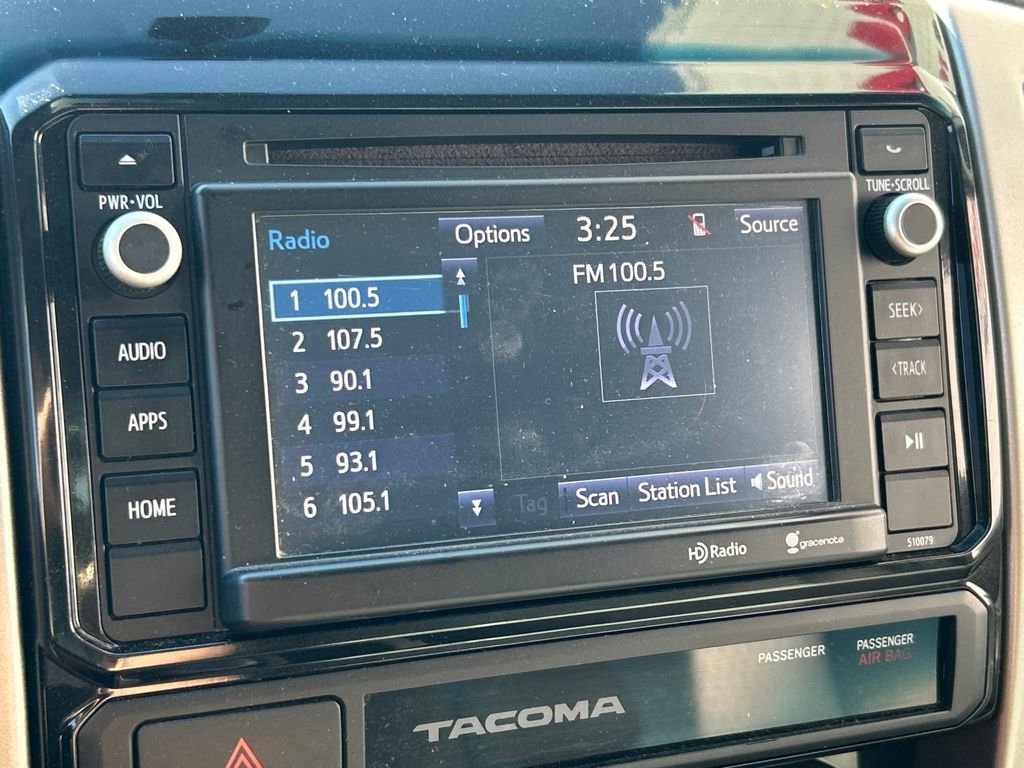 PWR•VOL
TUNE•SCROLL
Radio
Options
3:25
Source
FM 100.5
1 100.5
2 107.5
3 90.1
4 99.1
5 93.1
6 105.1
Tag
Scan
Station List
Sound
AUDIO
APPS
HOME
SEEK>
<TRACK
510079
HD Radio
gracenote
PASSENGER
PASSENGER
AIR BAG
TACOMA